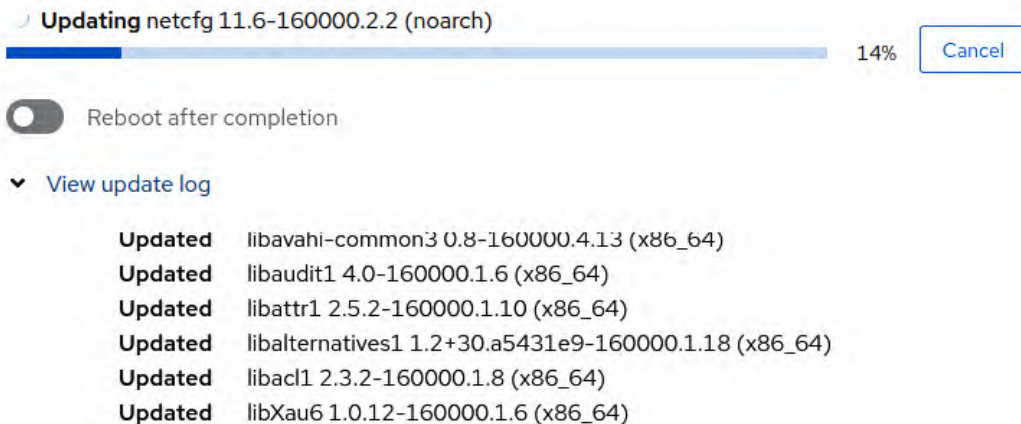 Updating netcfg 11.6-160000.2.2 (noarch)
14% Cancel
Reboot after completion
View update log
Updated libavahi-common3 0.8-160000.4.13 (x86_64)
Updated libaudit1 4.0-160000.1.6 (x86_64)
Updated libattr1 2.5.2-160000.1.10 (x86_64)
Updated libalternatives1 1.2+30.a5431e9-160000.1.18 (x86_64)
Updated libacl1 2.3.2-160000.1.8 (x86_64)
Updated libXau6 1.0.12-160000.1.6 (x86_64)